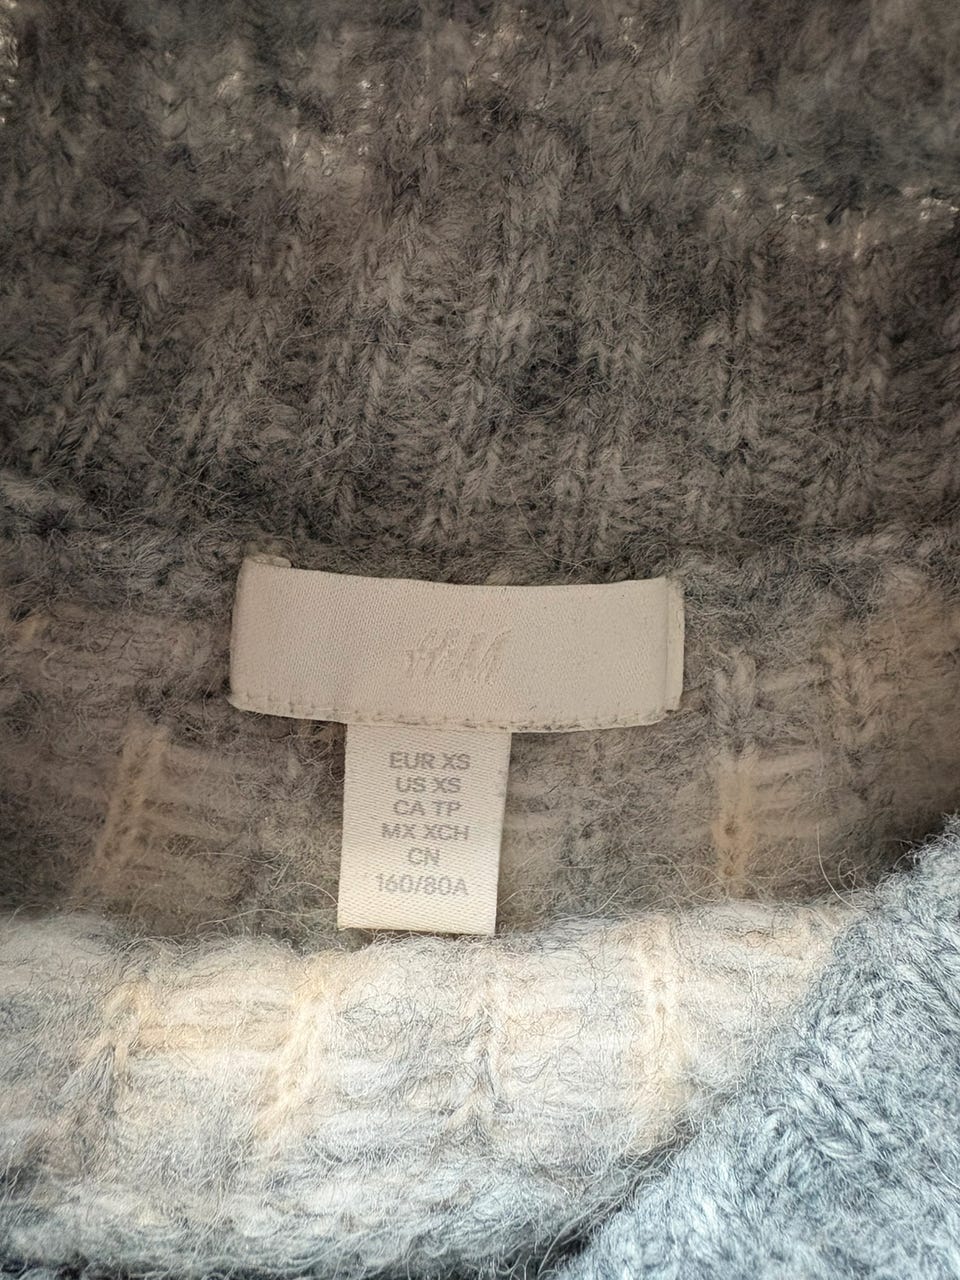 H&M
EUR XS
US XS
CA TP
MX XCH
CN
160/80A